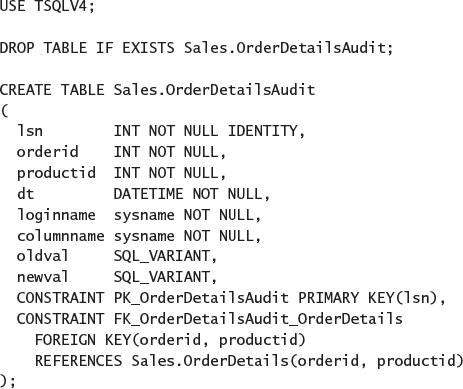 USE TSQLV4;
DROP TABLE IF EXISTS Sales.OrderDetailsAudit;
CREATE TABLE Sales.OrderDetailsAudit
(
lsn INT NOT NULL IDENTITY,
orderid INT NOT NULL,
productid INT NOT NULL,
dt DATETIME NOT NULL,
loginname sysname NOT NULL,
columnname sysname NOT NULL,
oldval SQL_VARIANT,
newval SQL_VARIANT,
CONSTRAINT PK_OrderDetailsAudit PRIMARY KEY(lsn),
CONSTRAINT FK_OrderDetailsAudit_OrderDetails
FOREIGN KEY(orderid, productid)
REFERENCES Sales.OrderDetails(orderid, productid)
);